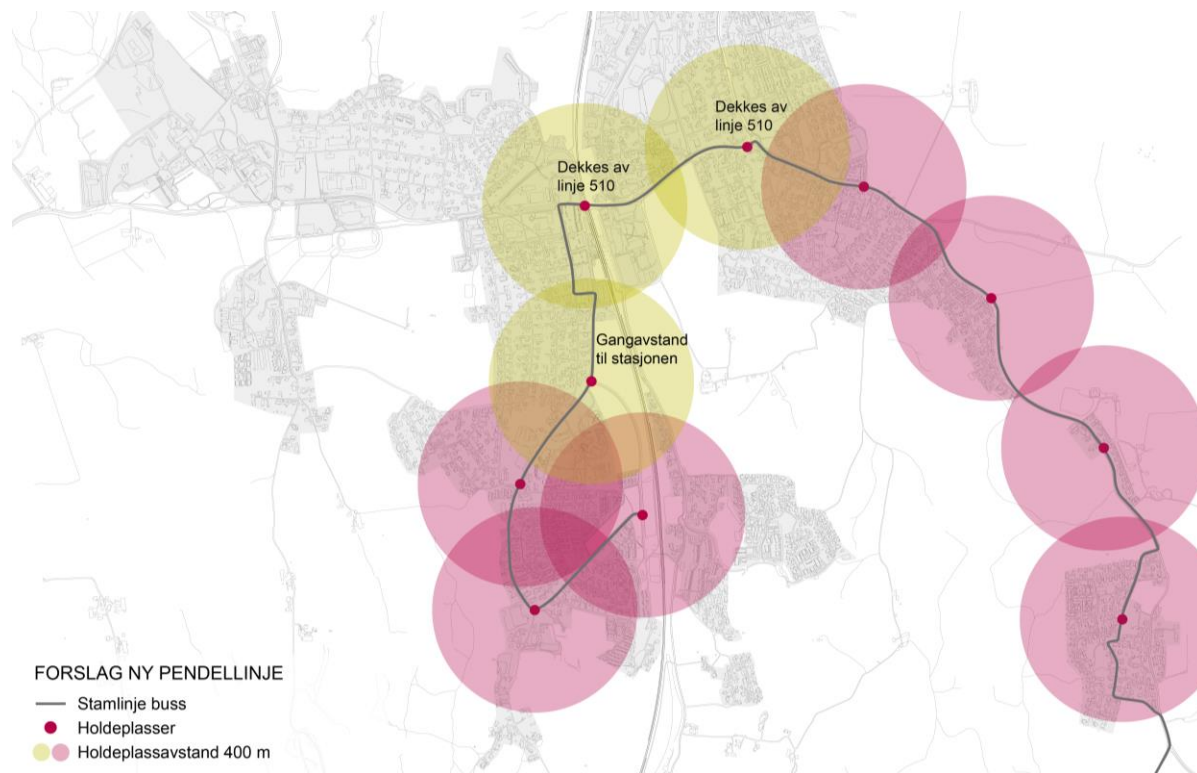 Dekkes av
linje 510
Dekkes av
linje 510
Gangavstand
til stasjonen
FORSLAG NY PENDELLINJE
Stamlinje buss
Holdeplasser
Holdeplassavstand 400 m